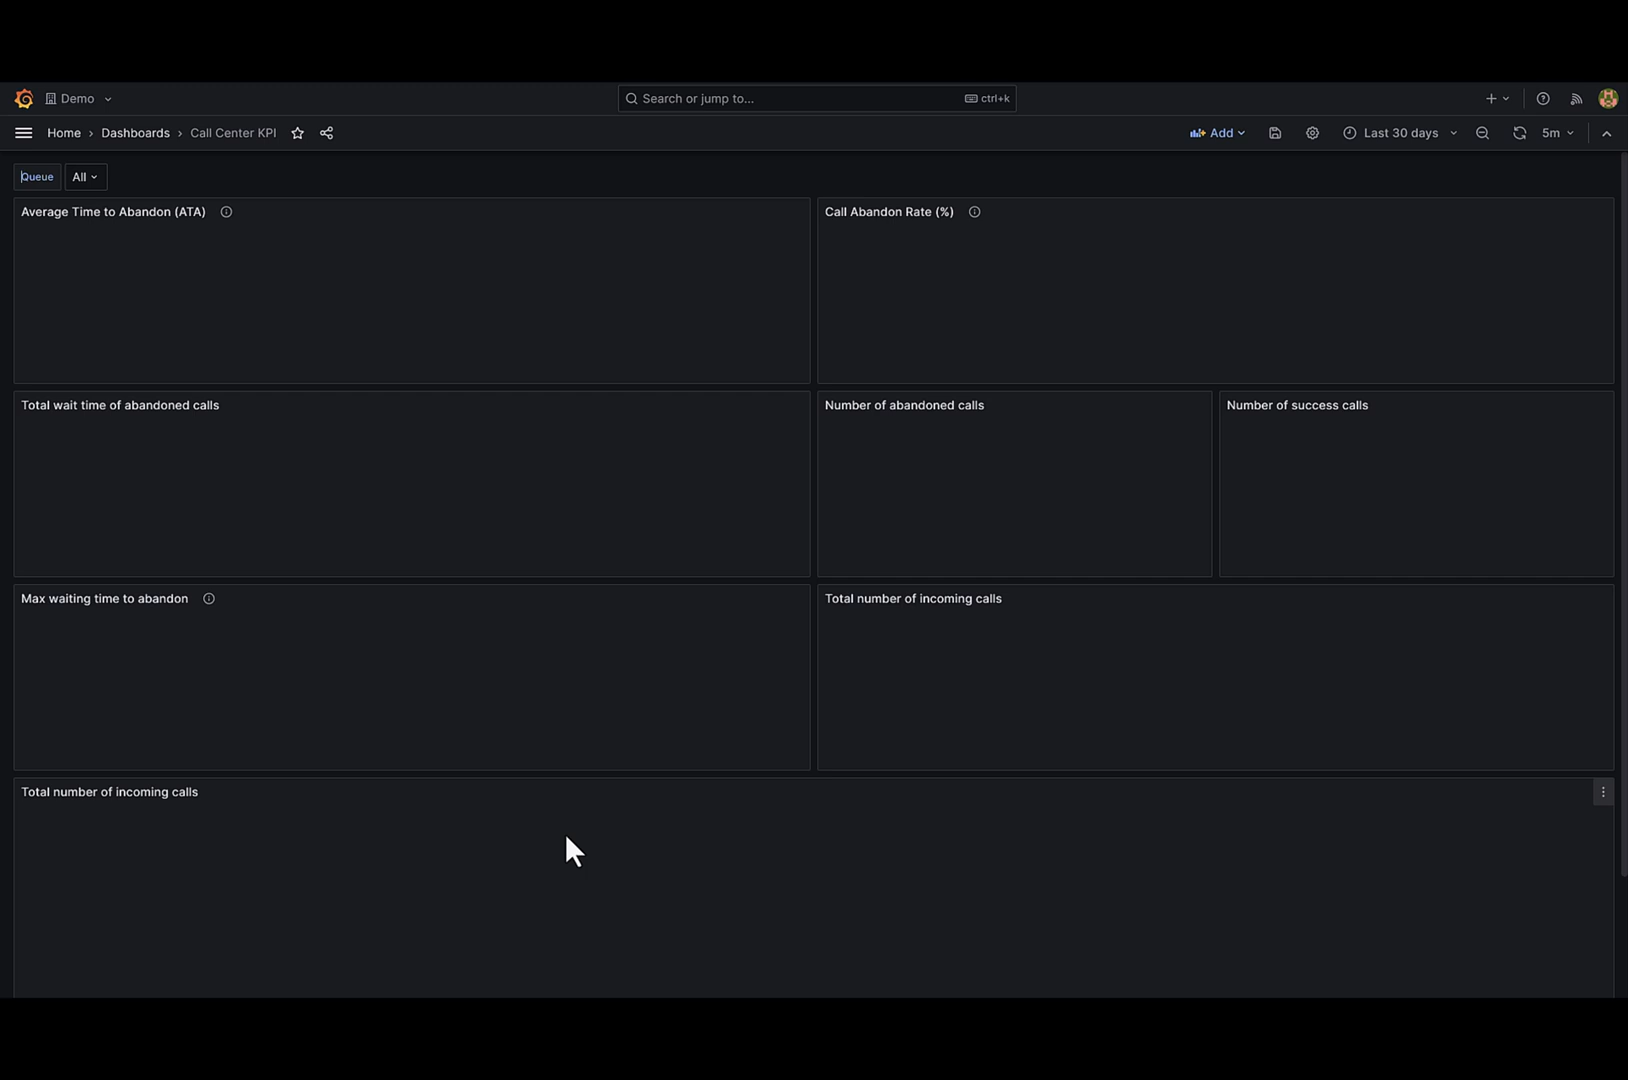 Demo
Search or jump to...
ctrl+k
Home › Dashboards › Call Center KPI
Add
Last 30 days
5m
Queue
All
Average Time to Abandon (ATA)
Call Abandon Rate (%)
Total wait time of abandoned calls
Number of abandoned calls
Number of success calls
Max waiting time to abandon
Total number of incoming calls
Total number of incoming calls